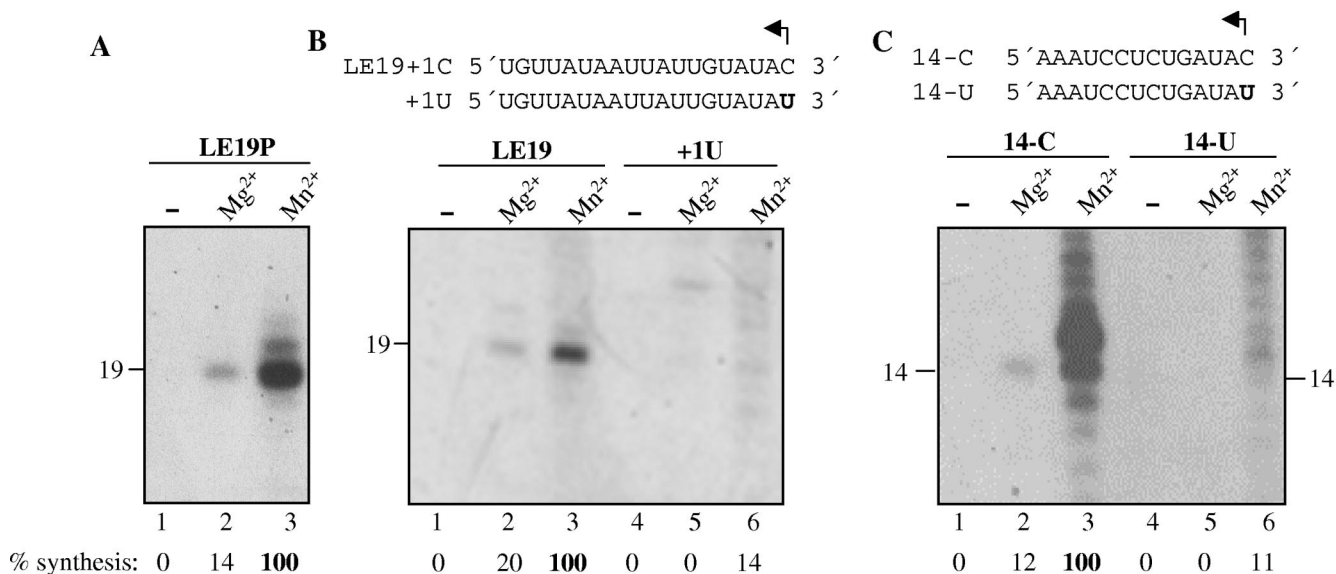 A
LE19P
– Mg²⁺ Mn²⁺
19
1 2 3
% synthesis: 0 14 100
B
LE19+1C 5´UGUUAUAAUUAUUGUAUAC 3´
+1U 5´UGUUAUAAUUAUUGUAUAU 3´
LE19 +1U
– Mg²⁺ Mn²⁺ – Mg²⁺ Mn²⁺
19
1 2 3 4 5 6
0 20 100 0 0 14
C
14-C 5´AAAUCCUCUGAUAC 3´
14-U 5´AAAUCCUCUGAUAU 3´
14-C 14-U
– Mg²⁺ Mn²⁺ – Mg²⁺ Mn²⁺
14 14
1 2 3 4 5 6
0 12 100 0 0 11